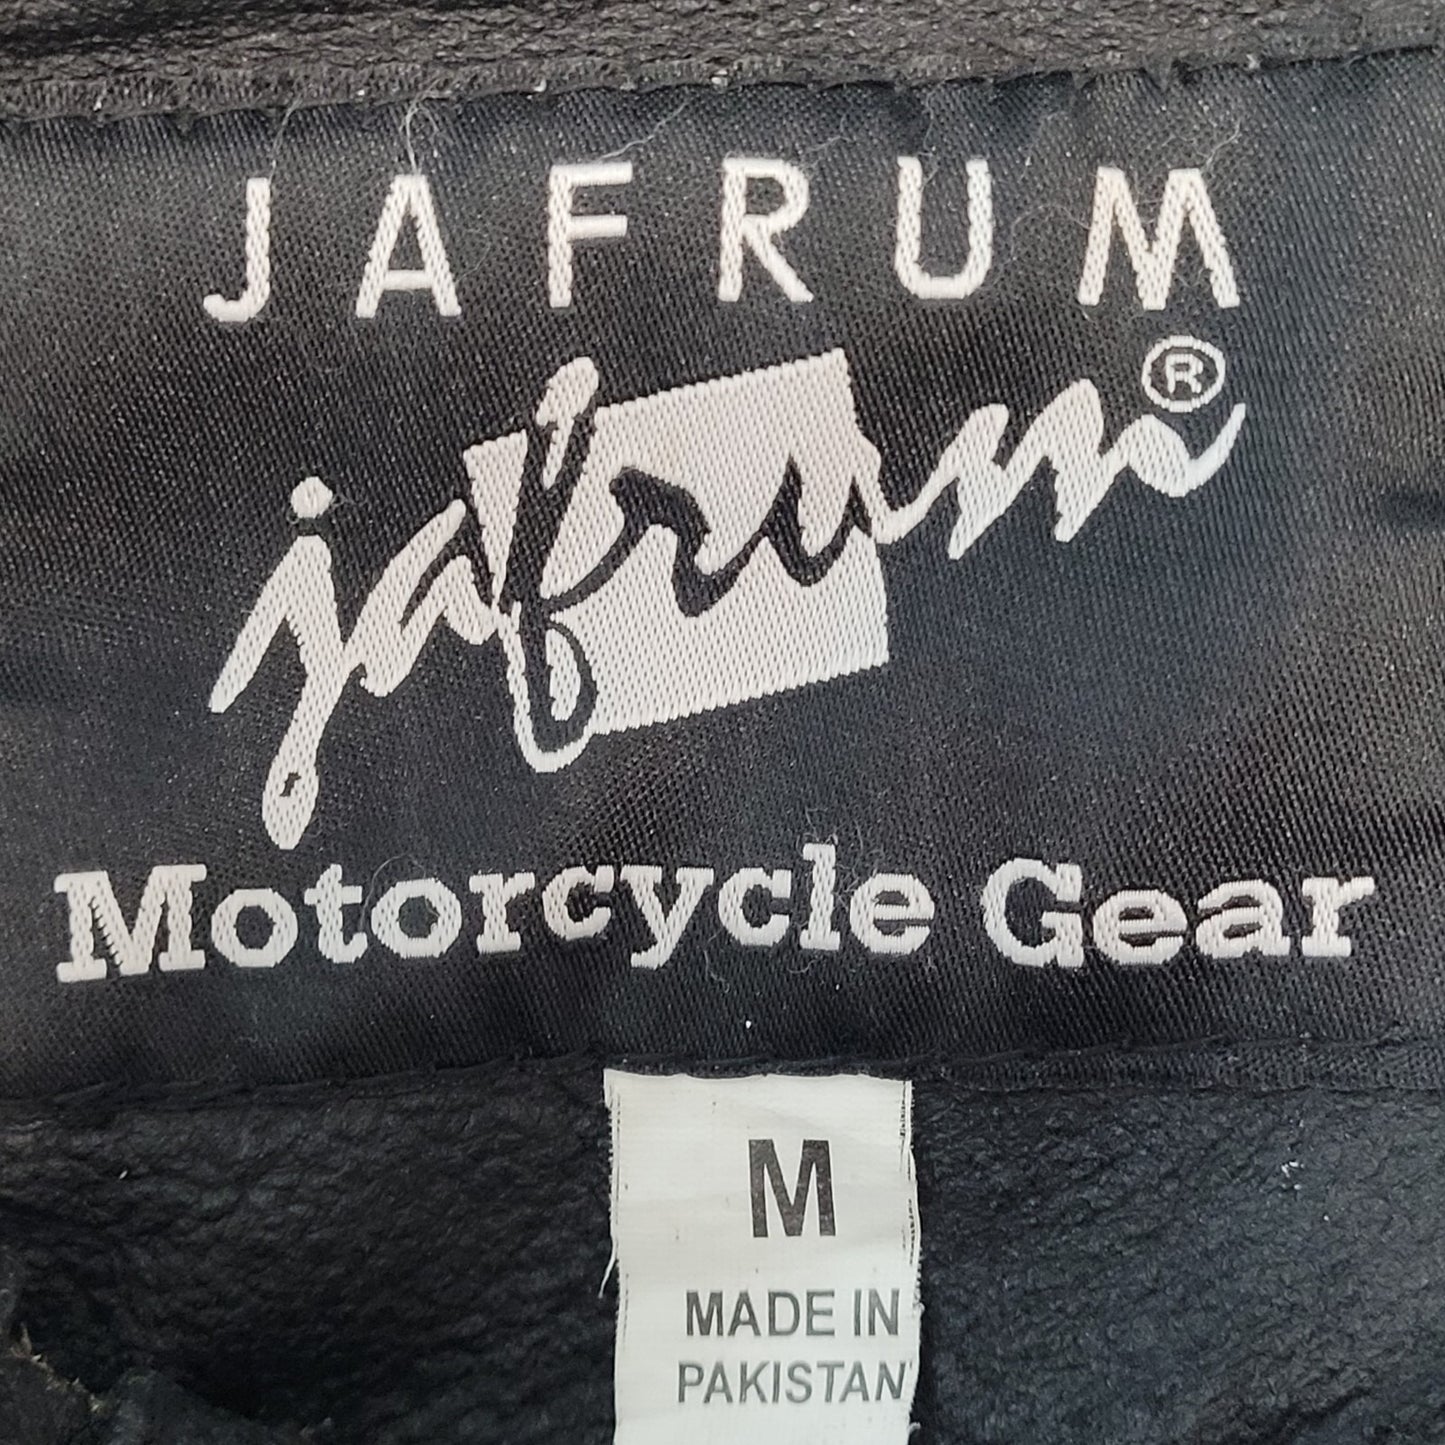 JAFRUM
jafrum®
Motorcycle Gear
M
MADE IN
PAKISTAN